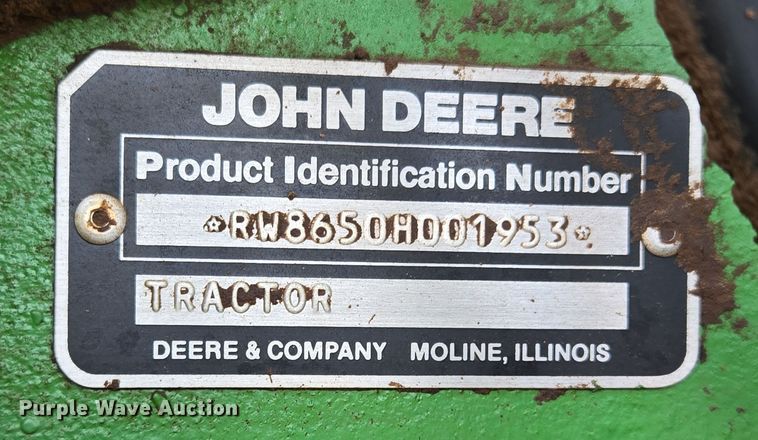 JOHN DEERE
Product Identification Number
*RW8650H001953*
TRACTOR
DEERE & COMPANY MOLINE, ILLINOIS
Purple Wave Auction